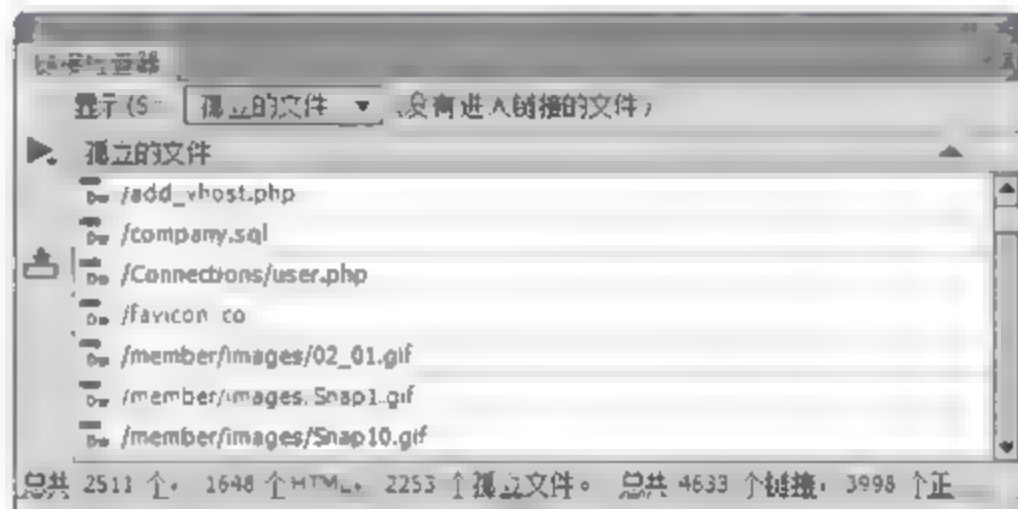 链接检查器
显示(S 孤立的文件 (没有进入链接的文件)
孤立的文件
/add_vhost.php
/company.sql
/Connections/user.php
/favicon co
/member/images/02_01.gif
/member/images/Snap1.gif
/member/images/Snap10.gif
总共 2511 个, 1648 个HTML, 2253 个孤立文件。 总共 4633 个链接, 3998 个正